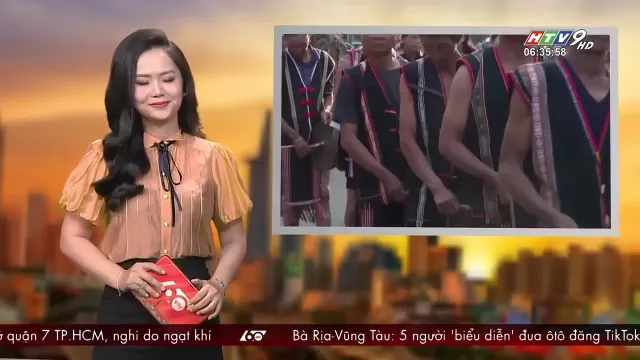 HTV9 HD
06:35:58
ở quận 7 TP.HCM, nghi do ngạt khí 60 Bà Rịa-Vũng Tàu: 5 người 'biểu diễn' đua ôtô đăng TikTok